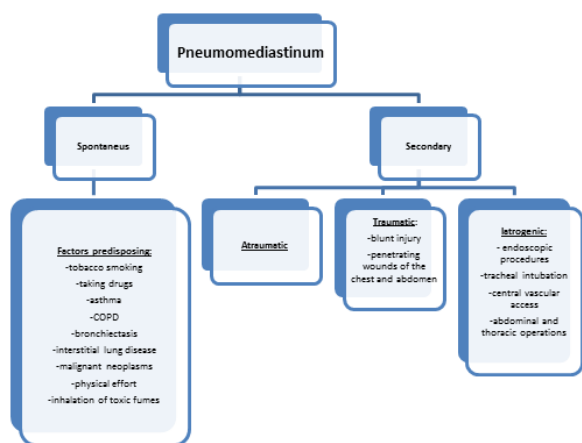 Pneumomediastinum
Spontaneus
Secondary
Factors predisposing:
-tobacco smoking
-taking drugs
-asthma
-COPD
-bronchiectasis
-interstitial lung disease
-malignant neoplasms
-physical effort
-inhalation of toxic fumes
Atraumatic
Traumatic:
-blunt injury
-penetrating
wounds of the
chest and abdomen
Iatrogenic:
- endoscopic
procedures
-tracheal intubation
-central vascular
access
-abdominal and
thoracic operations